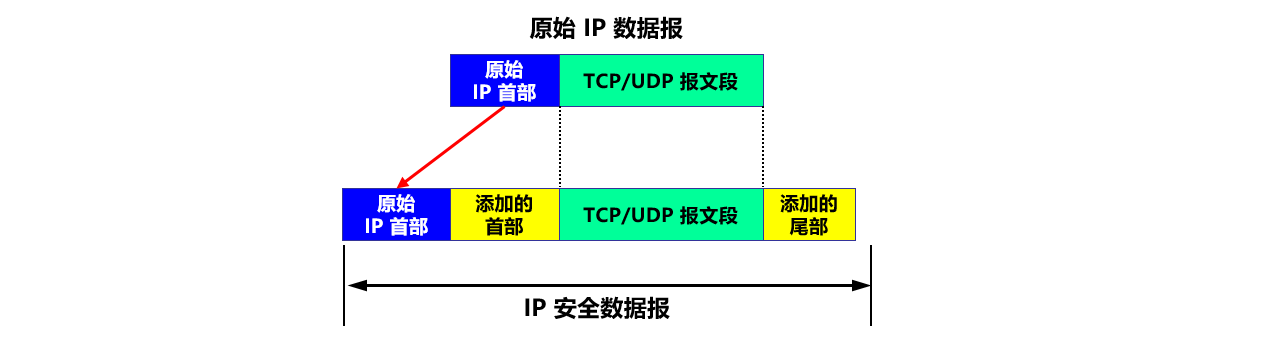 原始 IP 数据报
原始
IP 首部
TCP/UDP 报文段
原始
IP 首部
添加的
首部
TCP/UDP 报文段
添加的
尾部
IP 安全数据报